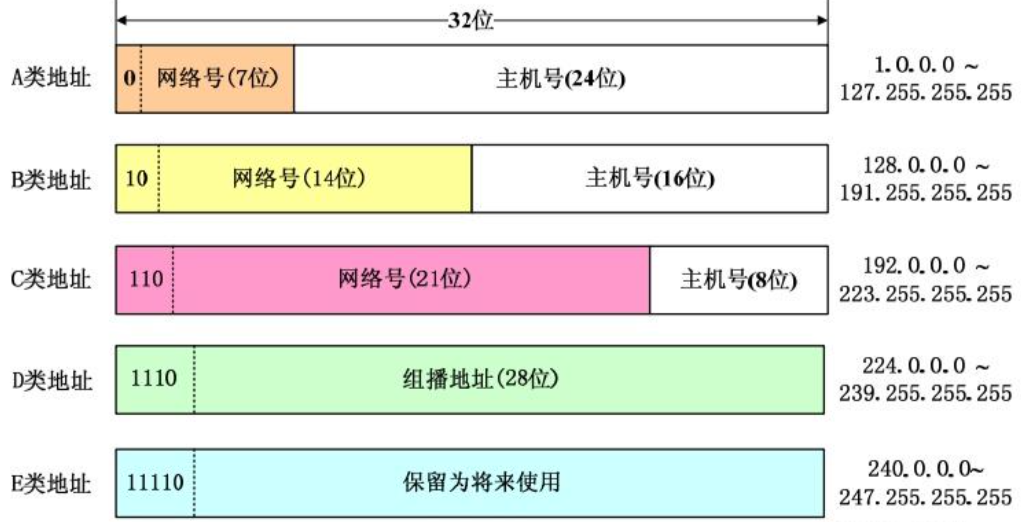 32位
A类地址 0 网络号(7位) 主机号(24位) 1.0.0.0 ~
127.255.255.255
B类地址 10 网络号(14位) 主机号(16位) 128.0.0.0 ~
191.255.255.255
C类地址 110 网络号(21位) 主机号(8位) 192.0.0.0 ~
223.255.255.255
D类地址 1110 组播地址(28位) 224.0.0.0 ~
239.255.255.255
E类地址 11110 保留为将来使用 240.0.0.0~
247.255.255.255